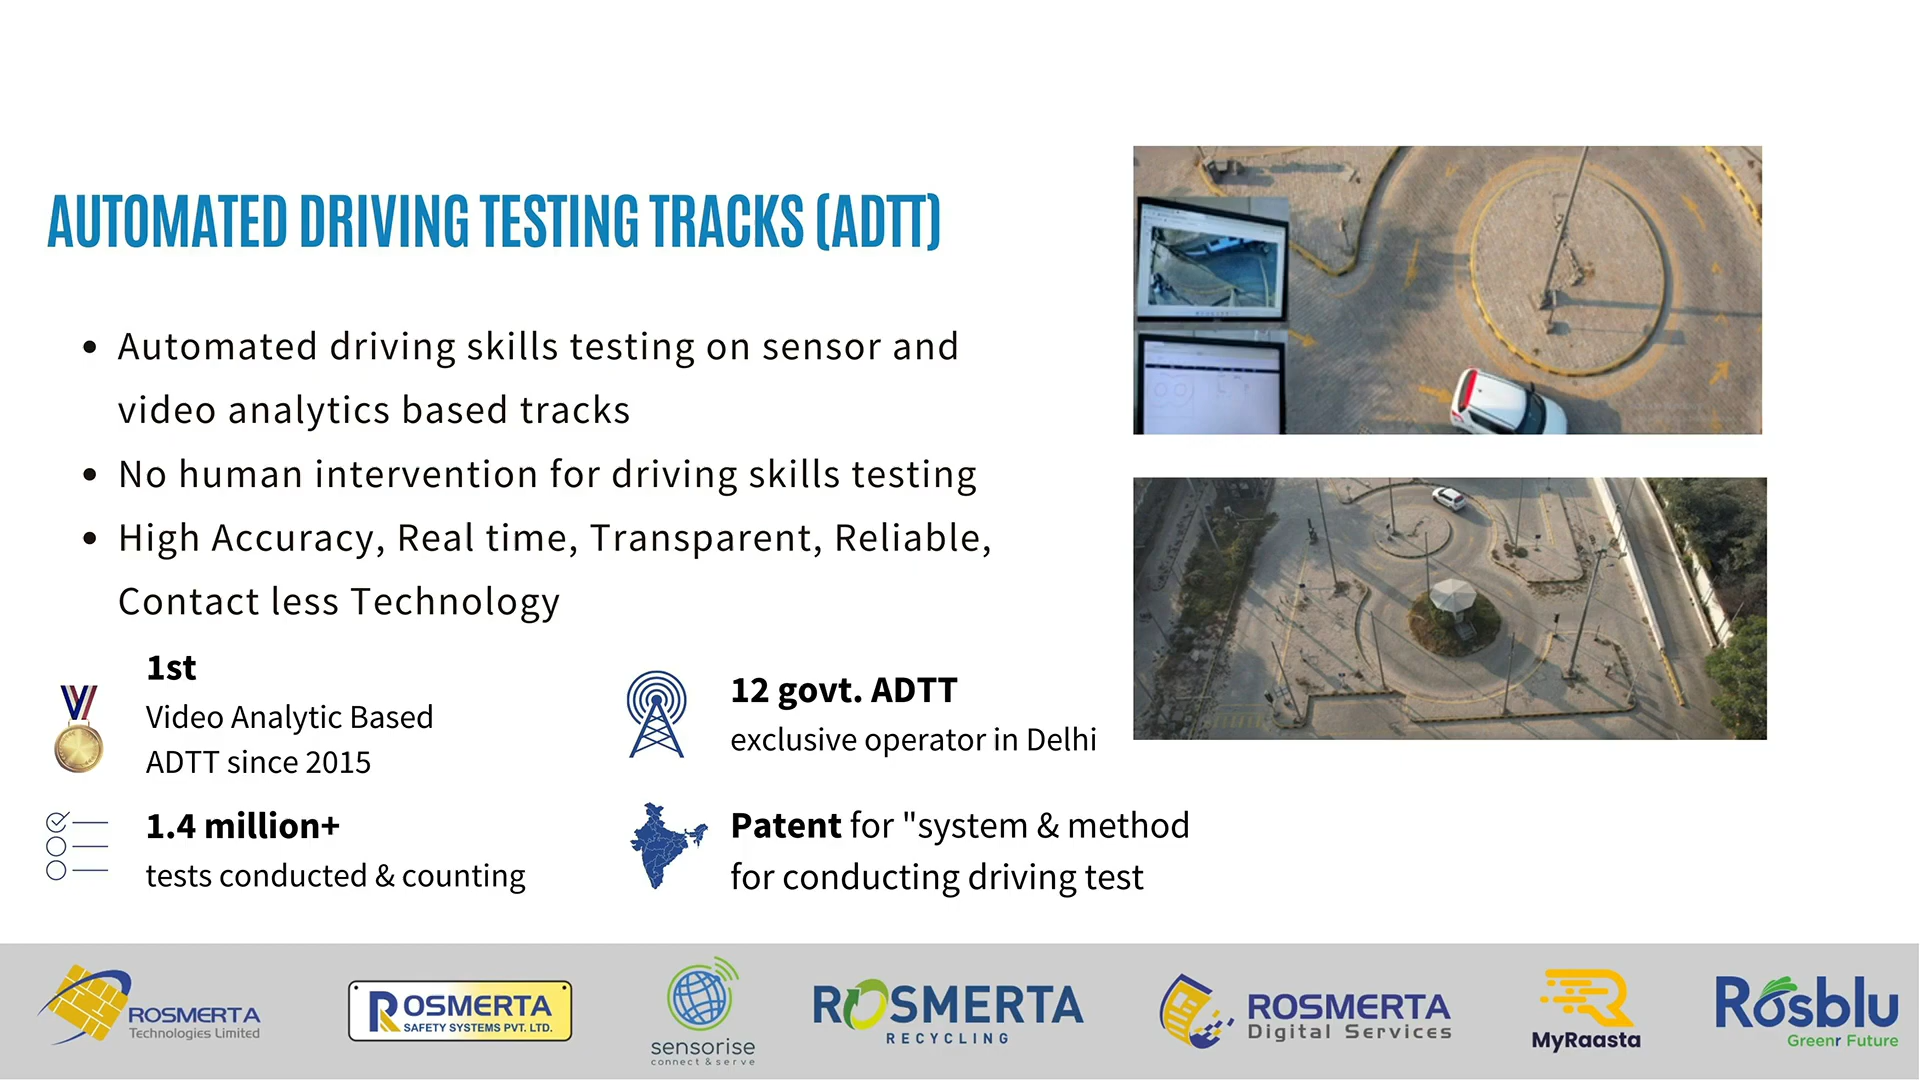 AUTOMATED DRIVING TESTING TRACKS (ADTT)
• Automated driving skills testing on sensor and
video analytics based tracks
• No human intervention for driving skills testing
• High Accuracy, Real time, Transparent, Reliable,
Contact less Technology
1st
Video Analytic Based
ADTT since 2015
12 govt. ADTT
exclusive operator in Delhi
1.4 million+
tests conducted & counting
Patent for "system & method
for conducting driving test
ROSMERTA
Technologies Limited
ROSMERTA
SAFETY SYSTEMS PVT. LTD.
sensorise
connect & serve
ROSMERTA
RECYCLING
ROSMERTA
Digital Services
MyRaasta
Rosblu
Greenr Future